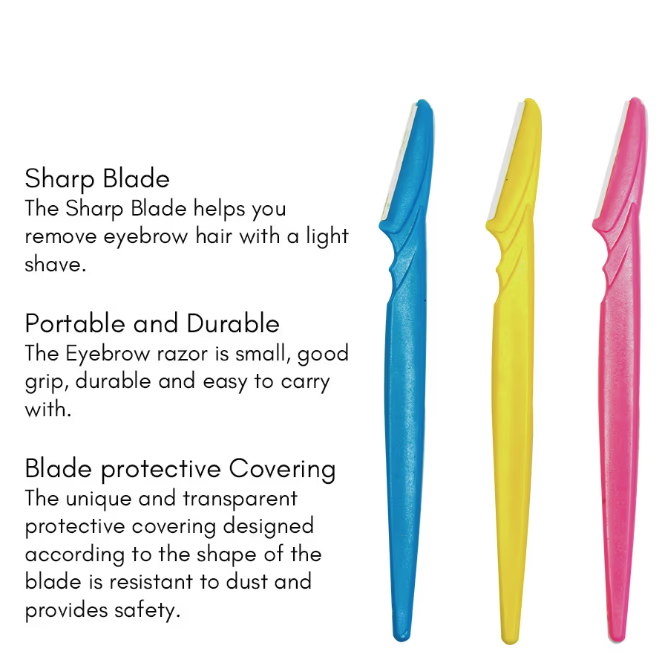 Sharp Blade
The Sharp Blade helps you
remove eyebrow hair with a light
shave.
Portable and Durable
The Eyebrow razor is small, good
grip, durable and easy to carry
with.
Blade protective Covering
The unique and transparent
protective covering designed
according to the shape of the
blade is resistant to dust and
provides safety.